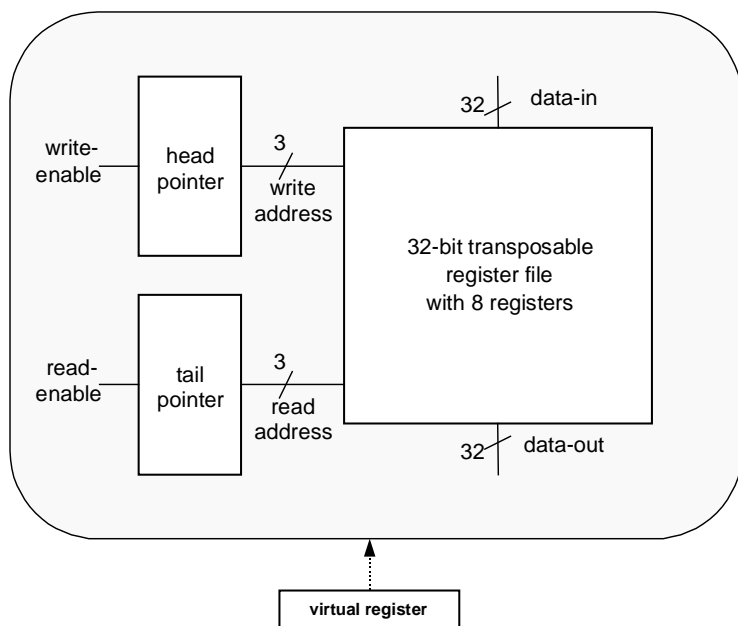 32
data-in
write-
enable
head
pointer
3
write
address
32-bit transposable
register file
with 8 registers
read-
enable
tail
pointer
3
read
address
32
data-out
virtual register